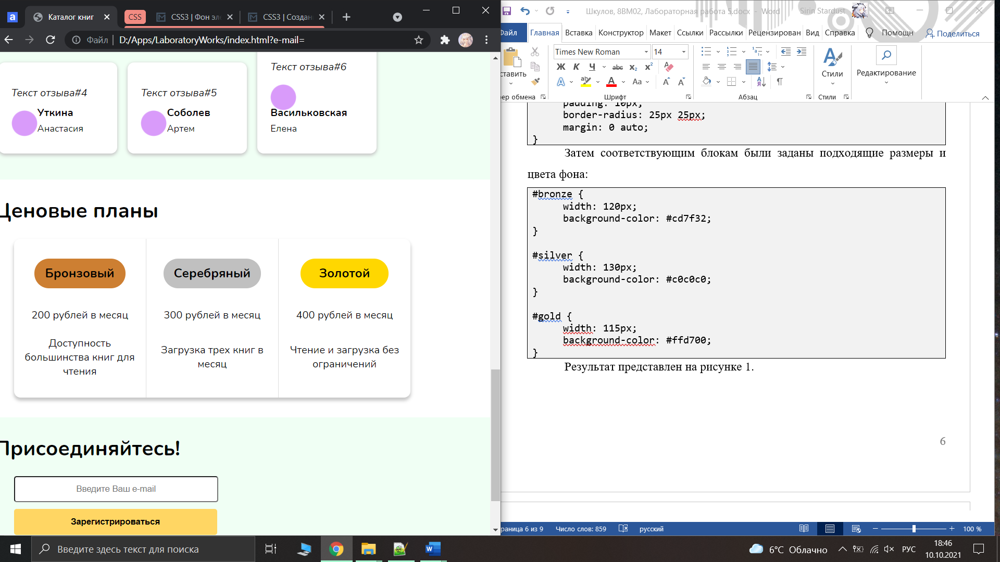 Каталог книг
CSS
CSS3 | Фон эле
CSS3 | Создан
Файл
D:/Apps/LaboratoryWorks/index.html?e-mail=
Текст отзыва#4
Уткина
Анастасия
Текст отзыва#5
Соболев
Артем
Текст отзыва#6
Васильковская
Елена
Ценовые планы
Бронзовый
200 рублей в месяц
Доступность
большинства книг для
чтения
Серебряный
300 рублей в месяц
Загрузка трех книг в
месяц
Золотой
400 рублей в месяц
Чтение и загрузка без
ограничений
Присоединяйтесь!
Введите Ваш e-mail
Зарегистрироваться
Шкулов, 8ВМ02, Лабораторная работа 5.docx - Word
Sirin Stardust
Файл
Главная
Вставка
Конструктор
Макет
Ссылки
Рассылки
Рецензирован
Вид
Справка
Помощн
Поделиться
ставить
ер обмена
Times New Roman
14
Ж К Ч abc x₂ x²
А Aa A A
Шрифт
Абзац
Стили
Стили
Редактирование
padding: 10px;
border-radius: 25px 25px;
margin: 0 auto;
}
Затем соответствующим блокам были заданы подходящие размеры и
цвета фона:
#bronze {
width: 120px;
background-color: #cd7f32;
}
#silver {
width: 130px;
background-color: #c0c0c0;
}
#gold {
width: 115px;
background-color: #ffd700;
}
Результат представлен на рисунке 1.
6
раница 6 из 9
Число слов: 859
русский
100 %
Введите здесь текст для поиска
6°C Облачно
РУС
18:46
10.10.2021